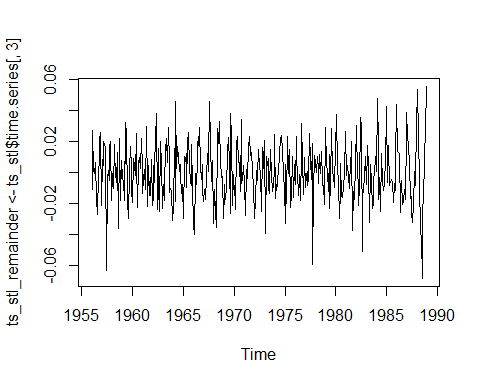 ts_stl_remainder <- ts_stl$time.series[, 3]
0.06
0.02
-0.02
-0.06
1955 1960 1965 1970 1975 1980 1985 1990
Time